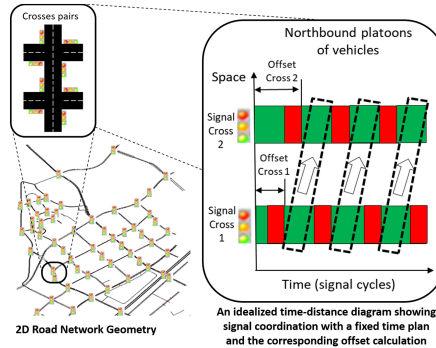 Crosses pairs
2D Road Network Geometry
Northbound platoons
of vehicles
Space
Offset
Cross 2
Signal
Cross
2
Offset
Cross 1
Signal
Cross
1
Time (signal cycles)
An idealized time-distance diagram showing
signal coordination with a fixed time plan
and the corresponding offset calculation